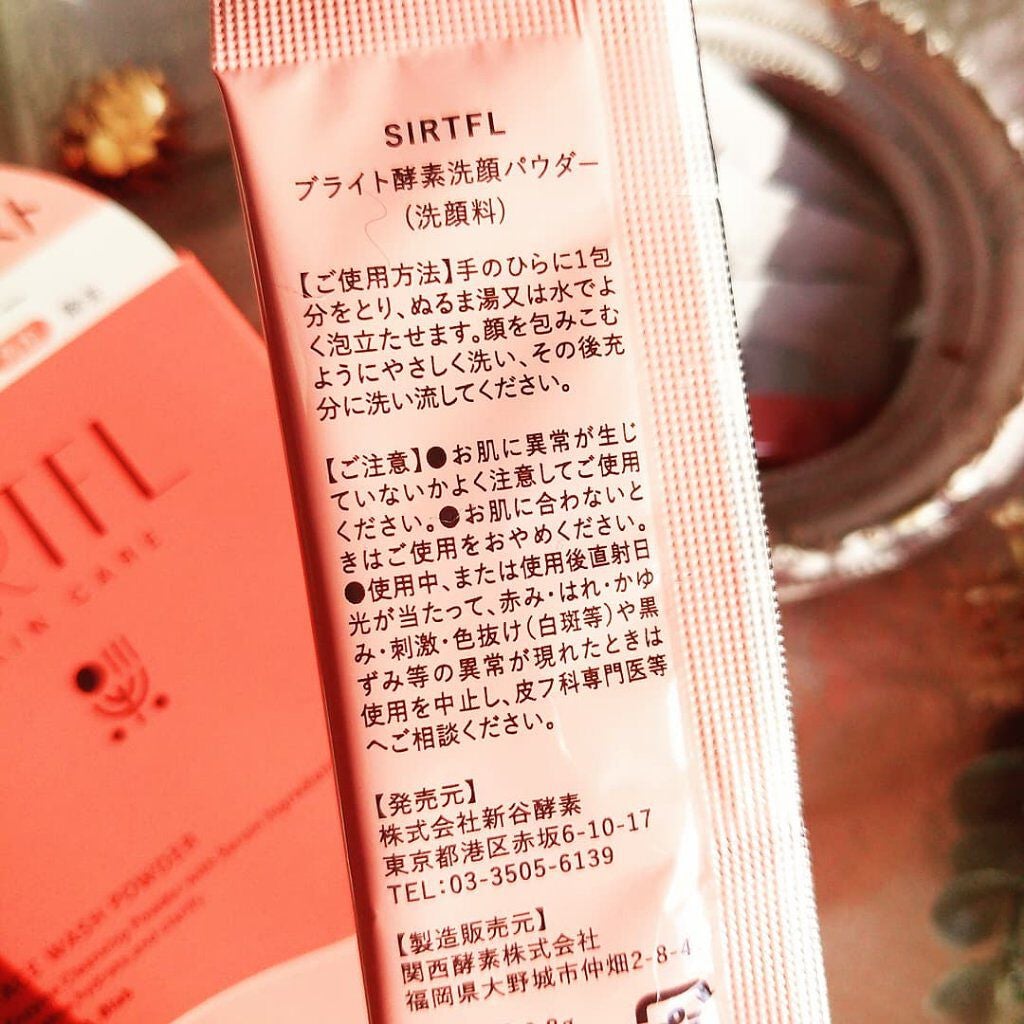 SIRTFL
ブライト酵素洗顔パウダー
(洗顔料)
【ご使用方法】手のひらに1包
分をとり、ぬるま湯又は水でよ
く泡立たせます。顔を包みこむ
ようにやさしく洗い、その後充
分に洗い流してください。
【ご注意】●お肌に異常が生じ
ていないかよく注意してご使用
ください。●お肌に合わないと
きはご使用をおやめください。
●使用中、または使用後直射日
光が当たって、赤み・はれ・かゆ
み・刺激・色抜け(白斑等)や黒
ずみ等の異常が現れたときは
使用を中止し、皮フ科専門医等
へご相談ください。
【発売元】
株式会社新谷酵素
東京都港区赤坂6-10-17
TEL:03-3505-6139
【製造販売元】
関西酵素株式会社
福岡県大野城市仲畑2-8-4
RTFL
KIN CARE
WASH POWDER